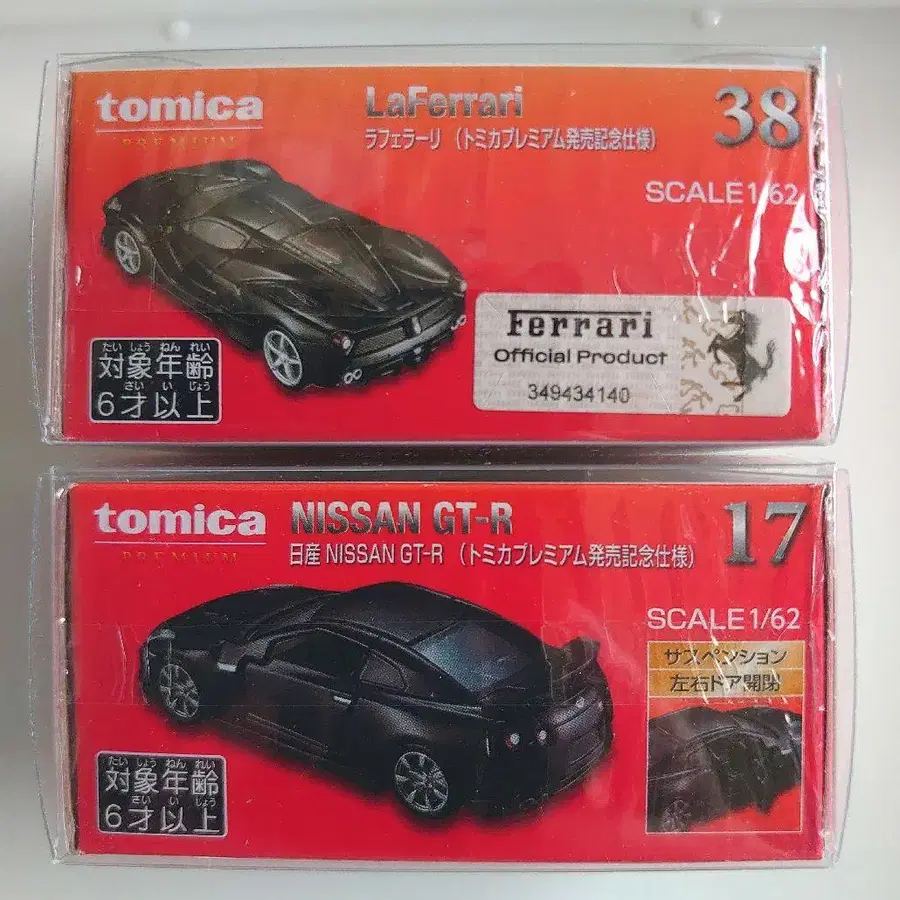 tomica
PREMIUM
LaFerrari
ラフェラーリ （トミカプレミアム発売記念仕様）
38
SCALE 1/62
たい しょう ねん れい
対象年齢
さい い じょう
6才以上
Ferrari
Official Product
349434140
tomica
PREMIUM
NISSAN GT-R
日産 NISSAN GT-R （トミカプレミアム発売記念仕様）
17
SCALE 1/62
サスペンション
左右ドア開閉
たい しょう ねん れい
対象年齢
さい い じょう
6才以上